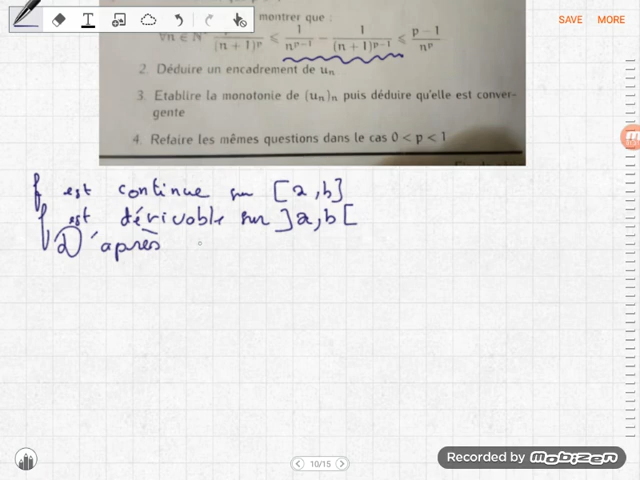 SAVE MORE
montrer que :
∀n ∈ N* (n + 1)^p ≤ 1/n^{p−1} − 1/(n + 1)^{p−1} ≤ (p − 1)/n^p
2. Déduire un encadrement de u_n
3. Etablire la monotonie de (u_n)_n puis déduire qu'elle est conver-
gente
4. Refaire les mêmes questions dans le cas 0 < p < 1
f est continue sur [a,b]
f est dérivable sur ]a,b[
D'après
10/15
Recorded by Mobizen